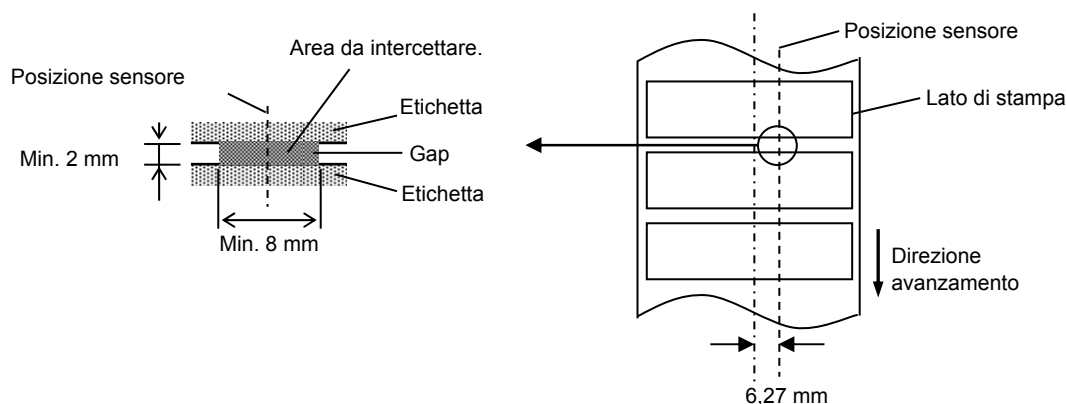 Area da intercettare.
Posizione sensore
Etichetta
Gap
Etichetta
Min. 2 mm
Min. 8 mm
Posizione sensore
Lato di stampa
Direzione
avanzamento
6,27 mm